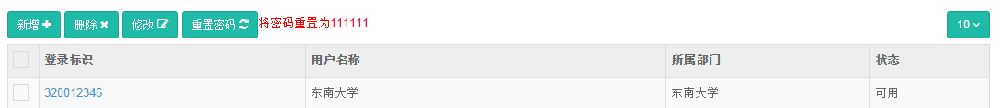 新增 删除 修改 重置密码 将密码重置为111111 10
登录标识 用户名称 所属部门 状态
320012346 东南大学 东南大学 可用